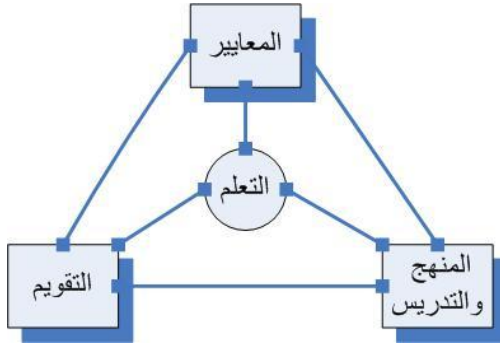 المعايير
التعلم
المنهج
والتدريس
التقويم